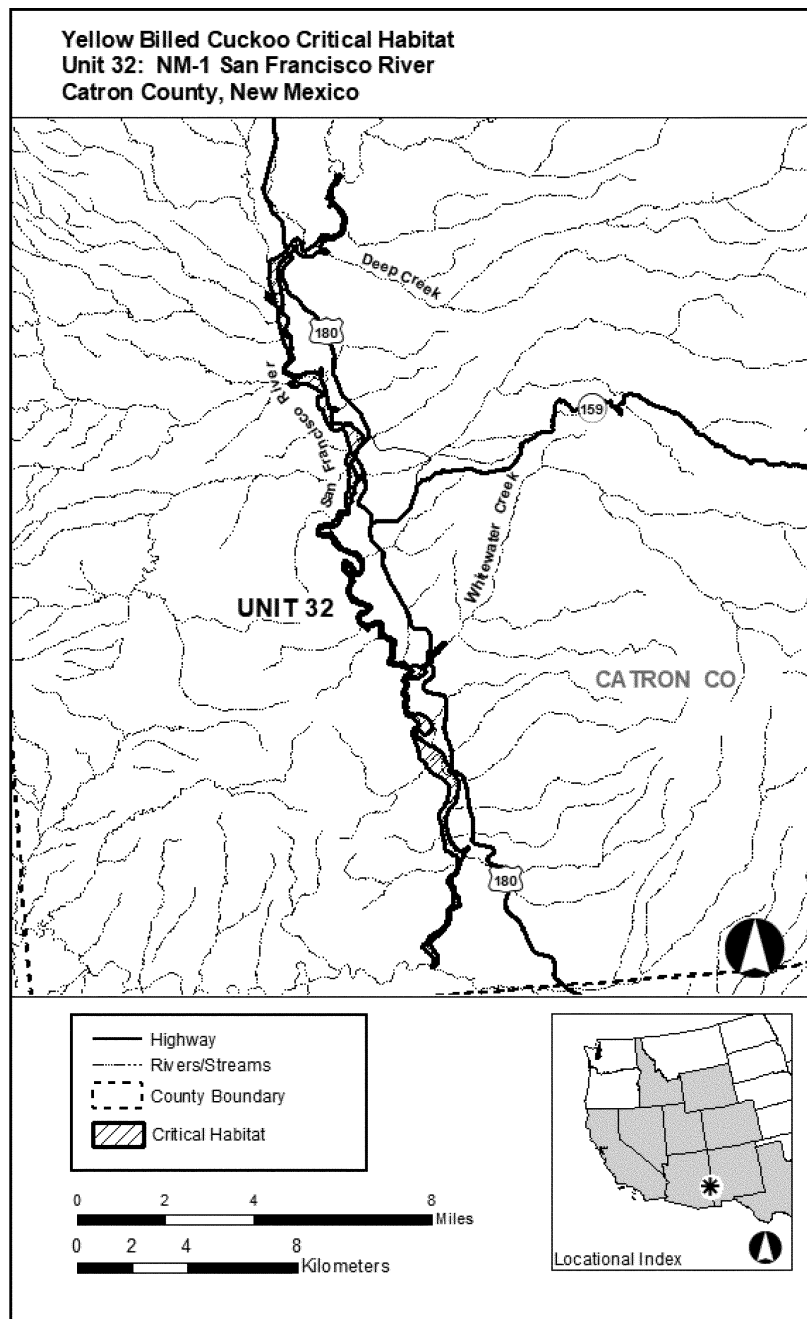 Yellow Billed Cuckoo Critical Habitat
Unit 32: NM-1 San Francisco River
Catron County, New Mexico
Deep Creek
180
San Francisco River
159
Whitewater Creek
UNIT 32
CATRON CO
180
Highway
Rivers/Streams
County Boundary
Critical Habitat
0 2 4 8
Miles
0 2 4 8
Kilometers
Locational Index